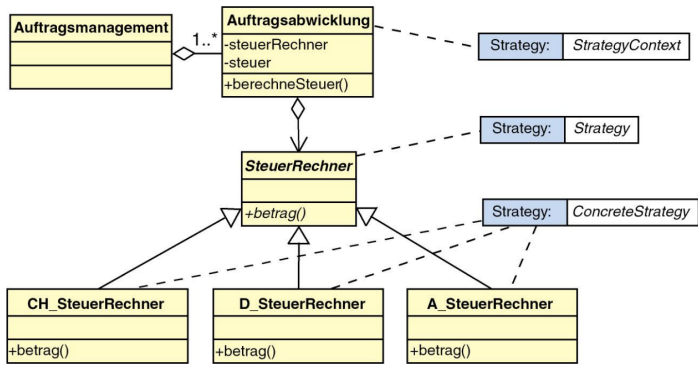 Auftragsmanagement
1..*
Auftragsabwicklung
-steuerRechner
-steuer
+berechneSteuer()
Strategy: StrategyContext
SteuerRechner
+betrag()
Strategy: Strategy
Strategy: ConcreteStrategy
CH_SteuerRechner
+betrag()
D_SteuerRechner
+betrag()
A_SteuerRechner
+betrag()